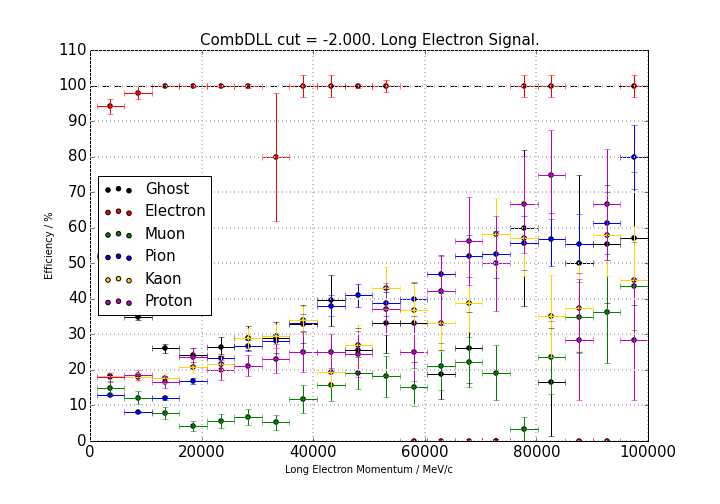 CombDLL cut = -2.000. Long Electron Signal.
110
100
90
80
70
60
50
40
30
20
10
0
Efficiency / %
Ghost
Electron
Muon
Pion
Kaon
Proton
0 20000 40000 60000 80000 100000
Long Electron Momentum / MeV/c